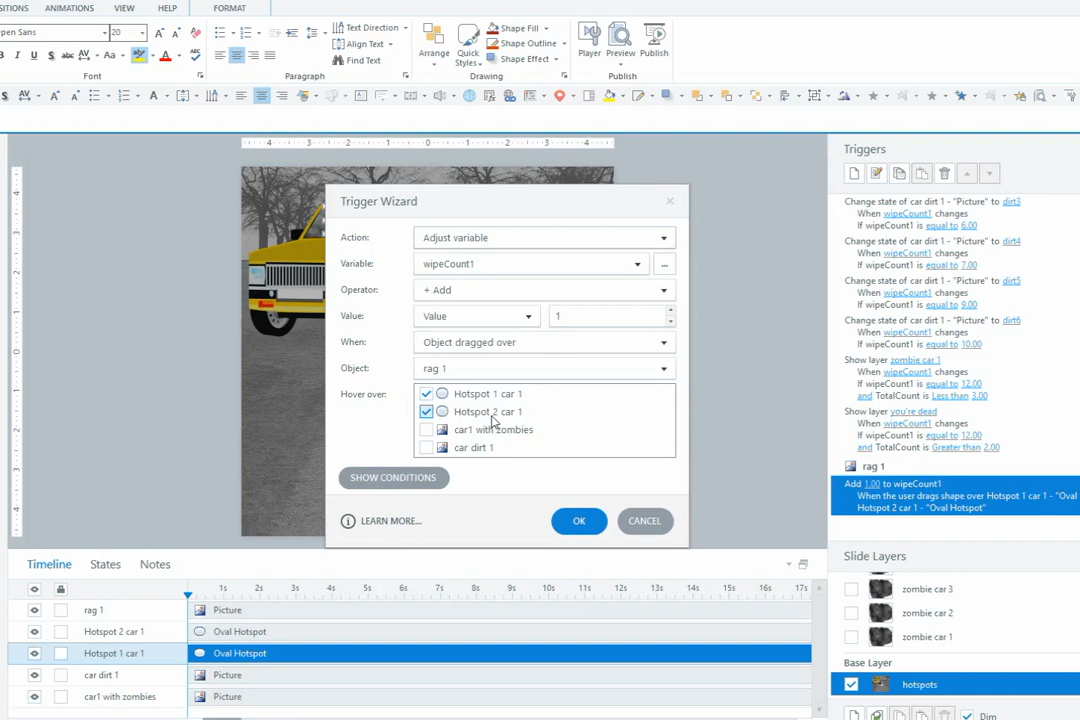 SITIONS ANIMATIONS VIEW HELP FORMAT
pen Sans 20
Text Direction
Align Text
Find Text
Arrange
Quick Styles
Shape Fill
Shape Outline
Shape Effect
Player Preview Publish
B I U S abc AV Aa
Font Paragraph Drawing Publish
4 3 2 1 0 1 2 3 4
Trigger Wizard
Action: Adjust variable
Variable: wipeCount1 ...
Operator: + Add
Value: Value 1
When: Object dragged over
Object: rag 1
Hover over: Hotspot 1 car 1
Hotspot 2 car 1
car1 with zombies
car dirt 1
SHOW CONDITIONS
LEARN MORE... OK CANCEL
Triggers
Change state of car dirt 1 - "Picture" to dirt3
When wipeCount1 changes
If wipeCount1 is equal to 6.00
Change state of car dirt 1 - "Picture" to dirt4
When wipeCount1 changes
If wipeCount1 is equal to 7.00
Change state of car dirt 1 - "Picture" to dirt5
When wipeCount1 changes
If wipeCount1 is equal to 9.00
Change state of car dirt 1 - "Picture" to dirt6
When wipeCount1 changes
If wipeCount1 is equal to 10.00
Show layer zombie car 1
When wipeCount1 changes
If wipeCount1 is equal to 12.00
and TotalCount is Less than 3.00
Show layer you're dead
When wipeCount1 changes
If wipeCount1 is equal to 12.00
and TotalCount is Greater than 2.00
rag 1
Add 1.00 to wipeCount1
When the user drags shape over Hotspot 1 car 1 - "Oval
Hotspot 2 car 1 - "Oval Hotspot"
Slide Layers
zombie car 3
zombie car 2
zombie car 1
Base Layer
hotspots
Dim
Timeline States Notes
1s 2s 3s 4s 5s 6s 7s 8s 9s 10s 11s 12s 13s 14s 15s 16s 17s
rag 1 Picture
Hotspot 2 car 1 Oval Hotspot
Hotspot 1 car 1 Oval Hotspot
car dirt 1 Picture
car1 with zombies Picture